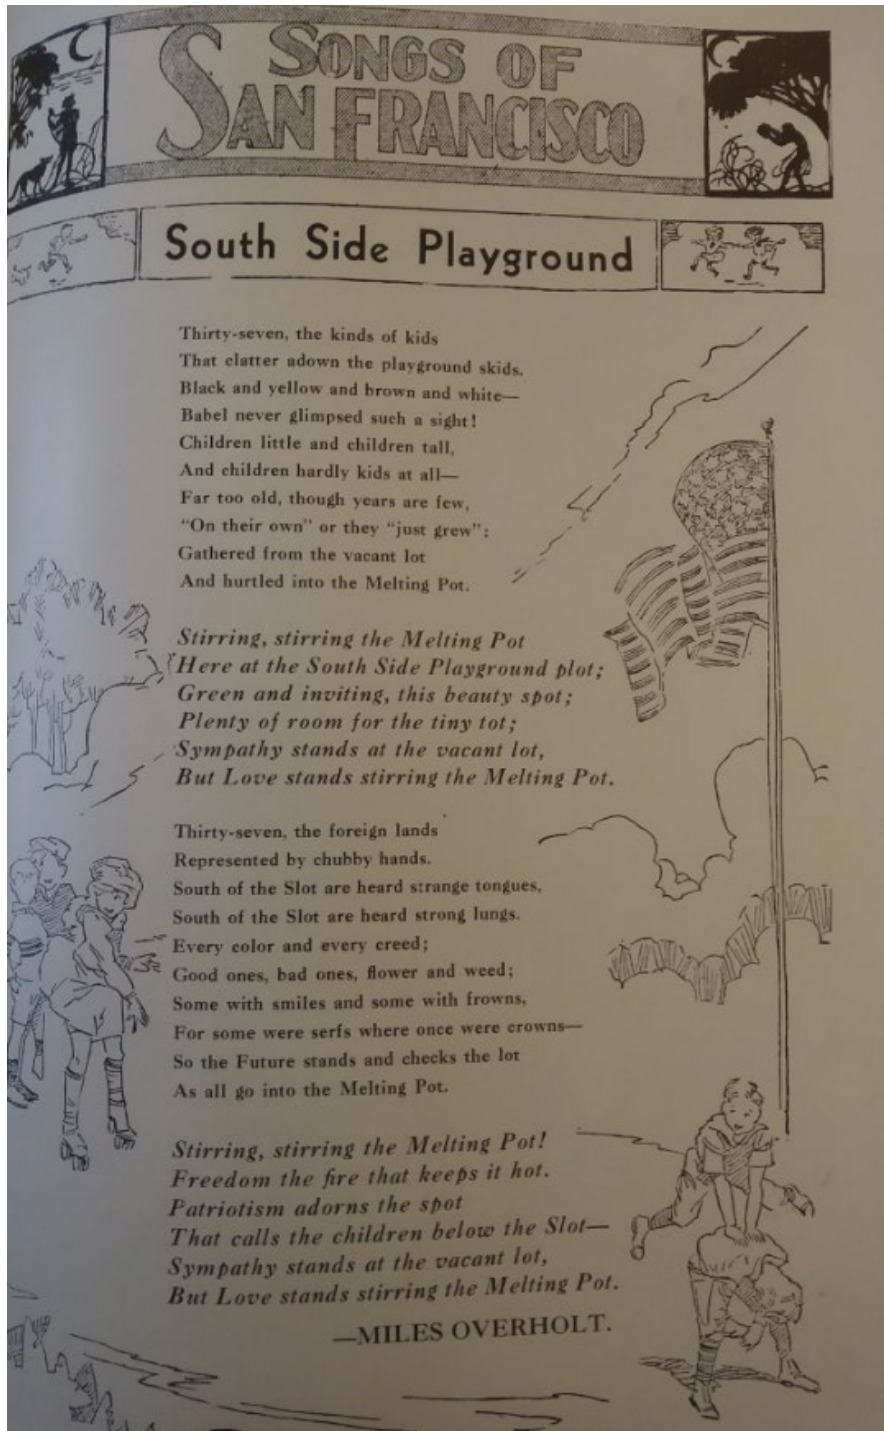 SONGS OF
SAN FRANCISCO
South Side Playground
Thirty-seven, the kinds of kids
That clatter adown the playground skids.
Black and yellow and brown and white—
Babel never glimpsed such a sight!
Children little and children tall,
And children hardly kids at all—
Far too old, though years are few,
"On their own" or they "just grew":
Gathered from the vacant lot
And hurtled into the Melting Pot.
Stirring, stirring the Melting Pot
Here at the South Side Playground plot;
Green and inviting, this beauty spot;
Plenty of room for the tiny tot;
Sympathy stands at the vacant lot,
But Love stands stirring the Melting Pot.
Thirty-seven, the foreign lands
Represented by chubby hands.
South of the Slot are heard strange tongues,
South of the Slot are heard strong lungs.
Every color and every creed;
Good ones, bad ones, flower and weed;
Some with smiles and some with frowns,
For some were serfs where once were crowns—
So the Future stands and checks the lot
As all go into the Melting Pot.
Stirring, stirring the Melting Pot!
Freedom the fire that keeps it hot.
Patriotism adorns the spot
That calls the children below the Slot—
Sympathy stands at the vacant lot,
But Love stands stirring the Melting Pot.
—MILES OVERHOLT.